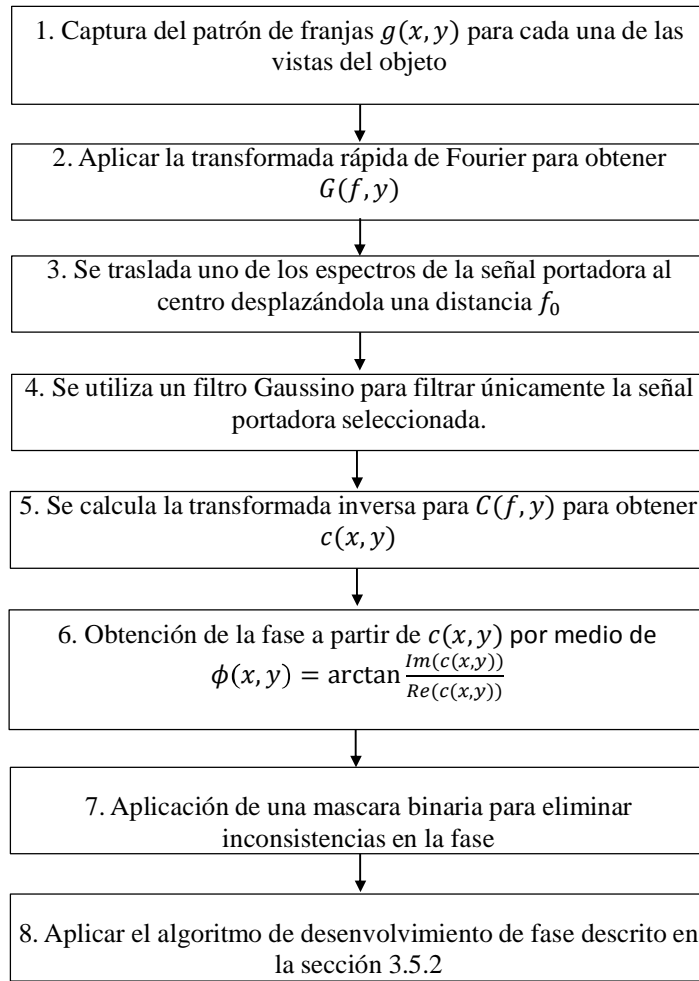 1. Captura del patrón de franjas g(x, y) para cada una de las
vistas del objeto
2. Aplicar la transformada rápida de Fourier para obtener
G(f, y)
3. Se traslada uno de los espectros de la señal portadora al
centro desplazándola una distancia f₀
4. Se utiliza un filtro Gaussino para filtrar únicamente la señal
portadora seleccionada.
5. Se calcula la transformada inversa para C(f, y) para obtener
c(x, y)
6. Obtención de la fase a partir de c(x, y) por medio de
ϕ(x, y) = arctan Im(c(x,y))/Re(c(x,y))
7. Aplicación de una mascara binaria para eliminar
inconsistencias en la fase
8. Aplicar el algoritmo de desenvolvimiento de fase descrito en
la sección 3.5.2